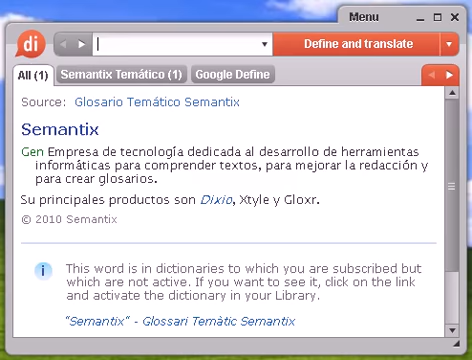 Menu
di
Define and translate
All (1)
Semantix Temático (1)
Google Define
Source: Glosario Temático Semantix
Semantix
Gen Empresa de tecnología dedicada al desarrollo de herramientas
informáticas para comprender textos, para mejorar la redacción y
para crear glosarios.
Su principales productos son Dixio, Xtyle y Gloxr.
© 2010 Semantix
i
This word is in dictionaries to which you are subscribed but
which are not active. If you want to see it, click on the link
and activate the dictionary in your Library.
"Semantix" - Glossari Temàtic Semantix